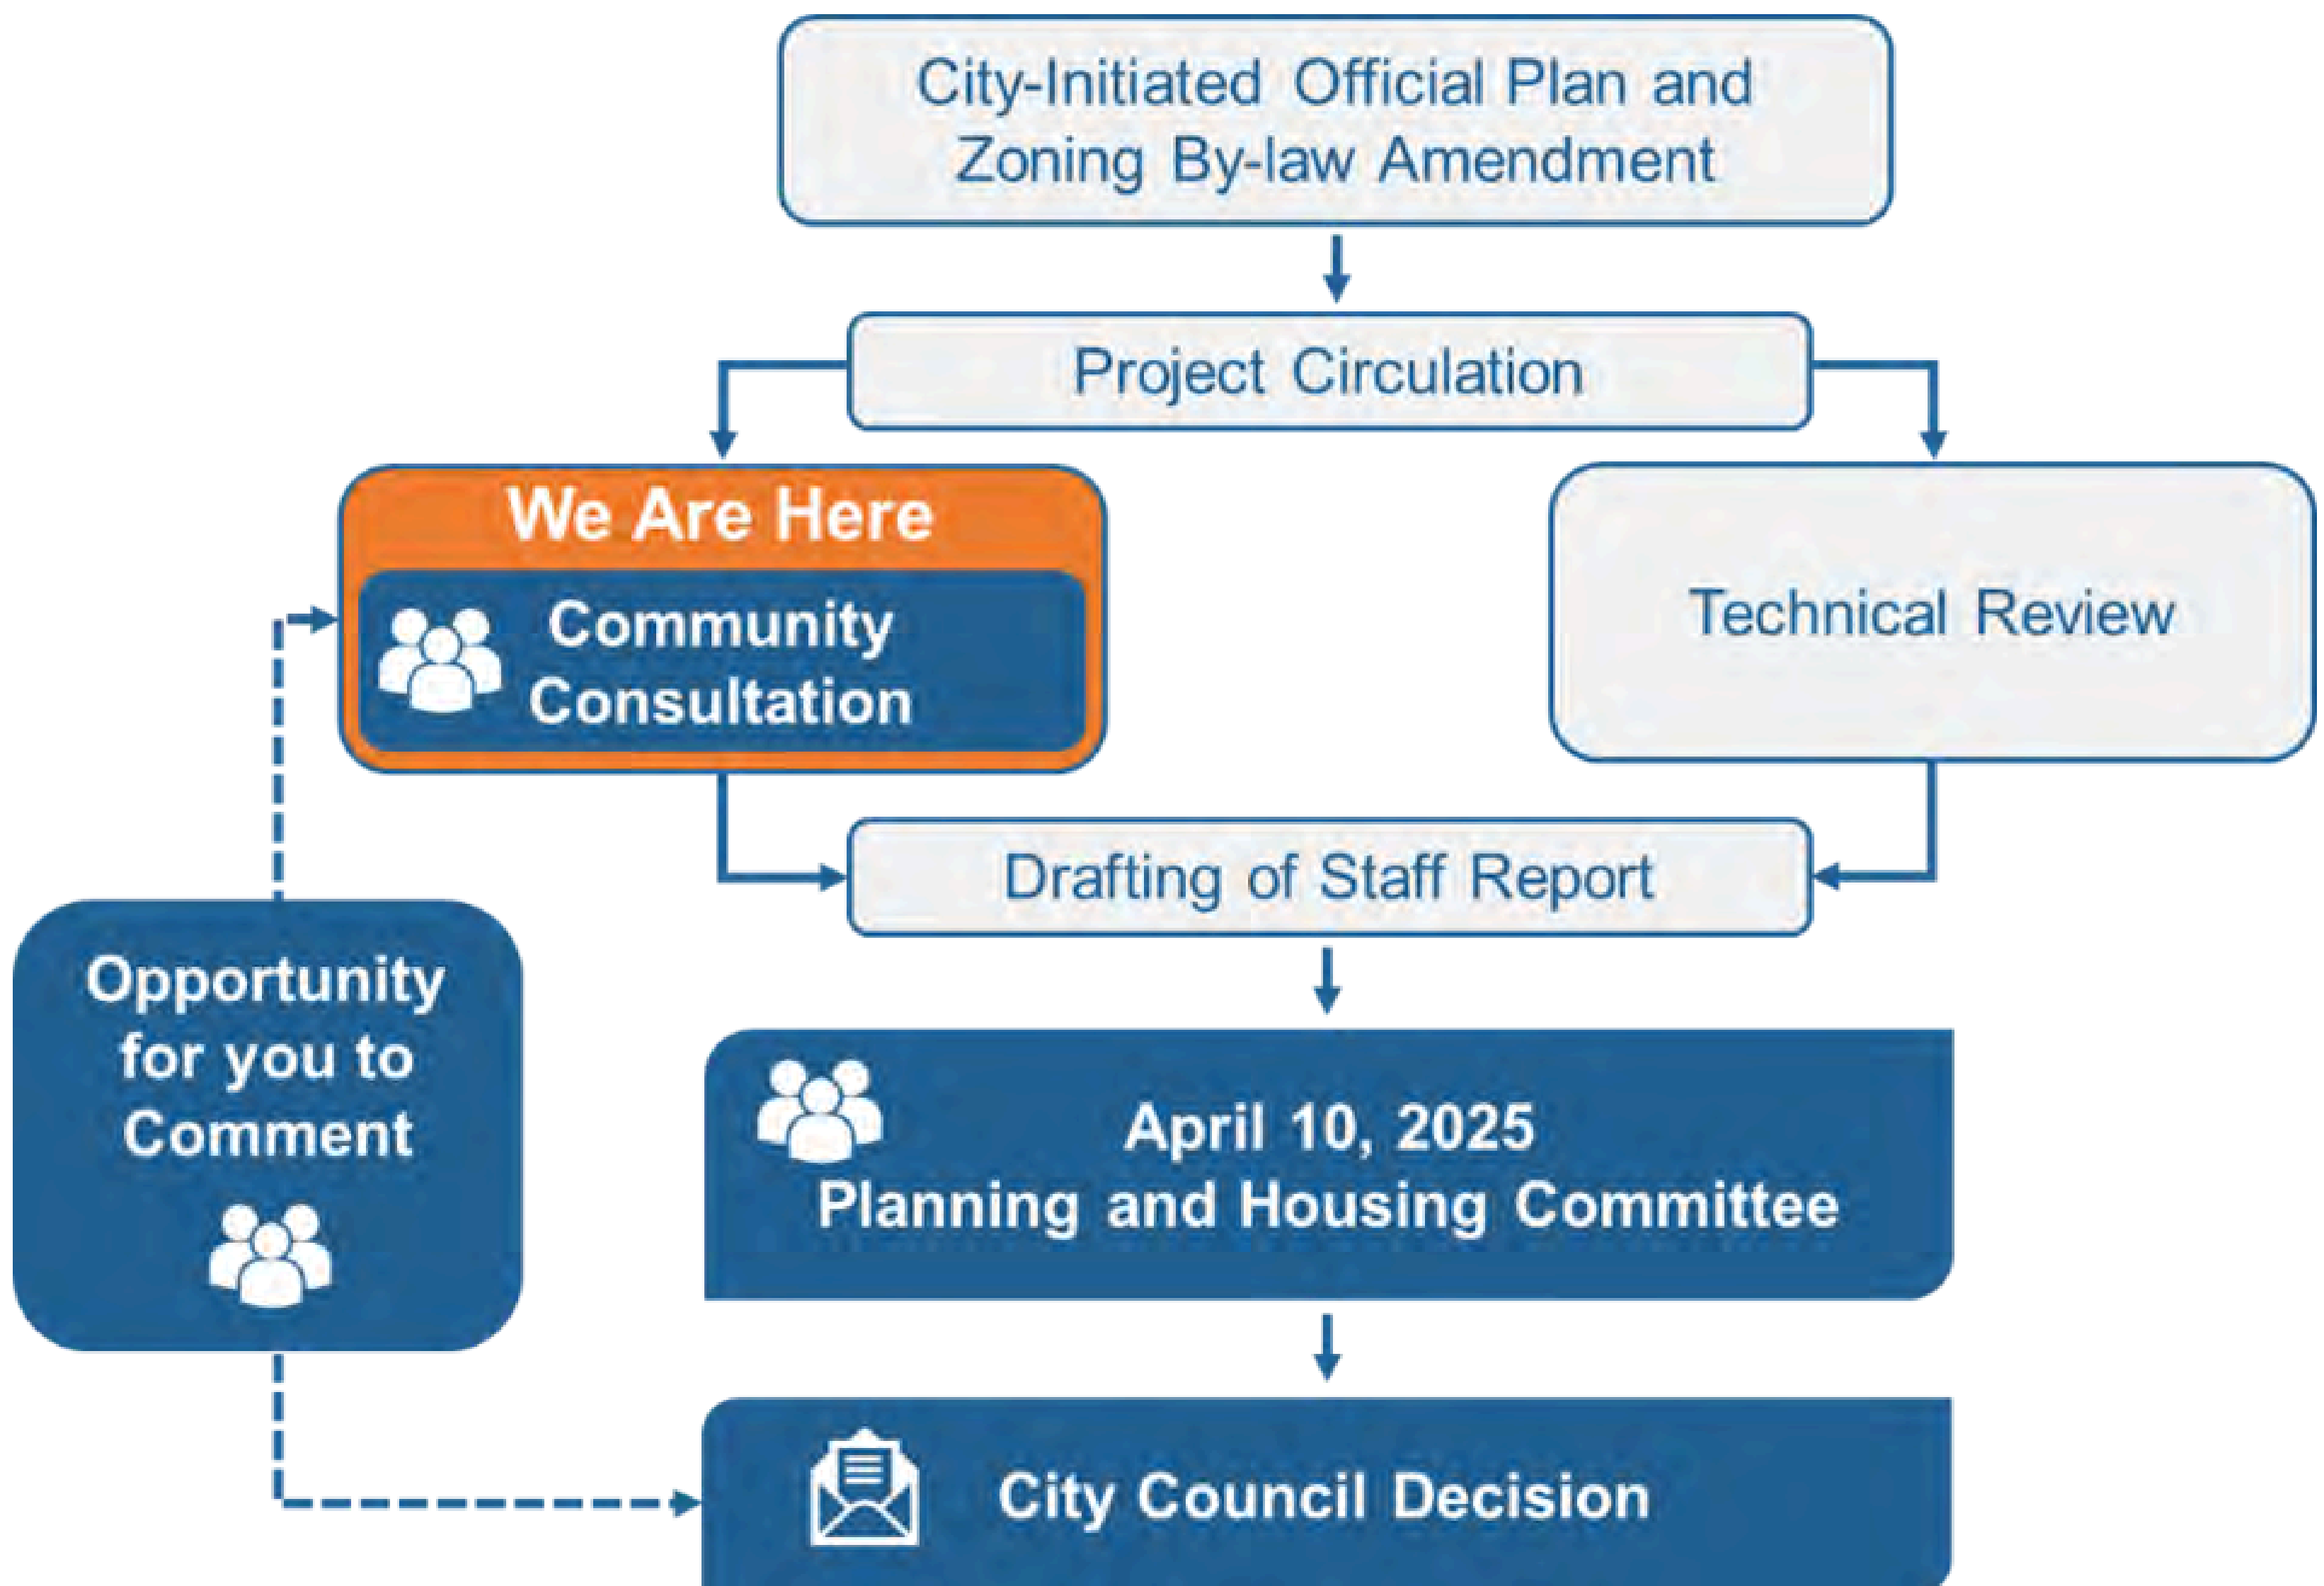 City-Initiated Official Plan and
Zoning By-law Amendment
Project Circulation
We Are Here
Community
Consultation
Technical Review
Drafting of Staff Report
Opportunity
for you to
Comment
April 10, 2025
Planning and Housing Committee
City Council Decision